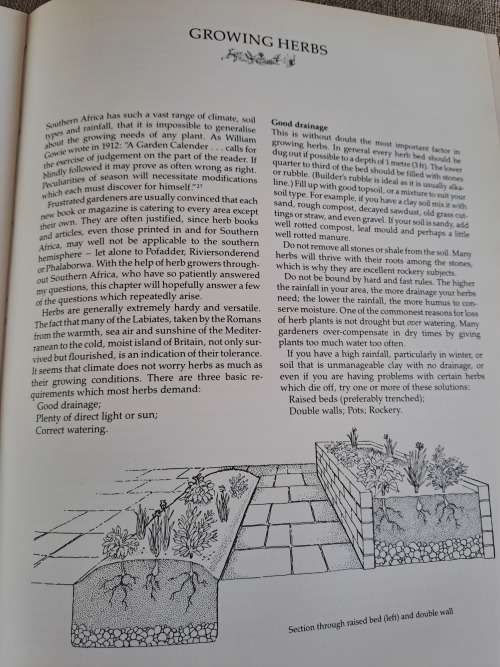 GROWING HERBS
Southern Africa has such a vast range of climate, soil
types and rainfall, that it is impossible to generalise
about the growing needs of any plant. As William
Gowie wrote in 1912: "A Garden Calender . . . calls for
the exercise of judgement on the part of the reader. If
blindly followed it may prove as often wrong as right.
Peculiarities of season will necessitate modifications
which each must discover for himself."²⁷
Frustrated gardeners are usually convinced that each
new book or magazine is catering to every area except
their own. They are often justified, since herb books
and articles, even those printed in and for Southern
Africa, may well not be applicable to the southern
hemisphere — let alone to Pofadder, Riviersonderend
or Phalaborwa. With the help of herb growers through-
out Southern Africa, who have so patiently answered
my questions, this chapter will hopefully answer a few
of the questions which repeatedly arise.
Herbs are generally extremely hardy and versatile.
The fact that many of the Labiates, taken by the Romans
from the warmth, sea air and sunshine of the Mediter-
ranean to the cold, moist island of Britain, not only sur-
vived but flourished, is an indication of their tolerance.
It seems that climate does not worry herbs as much as
their growing conditions. There are three basic re-
quirements which most herbs demand:
Good drainage;
Plenty of direct light or sun;
Correct watering.
Good drainage
This is without doubt the most important factor in
growing herbs. In general every herb bed should be
dug out if possible to a depth of 1 metre (3 ft). The lower
quarter to third of the bed should be filled with stones
or rubble. (Builder's rubble is ideal as it is usually alka-
line.) Fill up with good topsoil, or a mixture to suit your
soil type. For example, if you have a clay soil mix it with
sand, rough compost, decayed sawdust, old grass cut-
tings or straw, and even gravel. If your soil is sandy, add
well rotted compost, leaf mould and perhaps a little
well rotted manure.
Do not remove all stones or shale from the soil. Many
herbs will thrive with their roots among the stones,
which is why they are excellent rockery subjects.
Do not be bound by hard and fast rules. The higher
the rainfall in your area, the more drainage your herbs
need; the lower the rainfall, the more humus to con-
serve moisture. One of the commonest reasons for loss
of herb plants is not drought but over watering. Many
gardeners over-compensate in dry times by giving
plants too much water too often.
If you have a high rainfall, particularly in winter, or
soil that is unmanageable clay with no drainage, or
even if you are having problems with certain herbs
which die off, try one or more of these solutions:
Raised beds (preferably trenched);
Double walls; Pots; Rockery.
Section through raised bed (left) and double wall